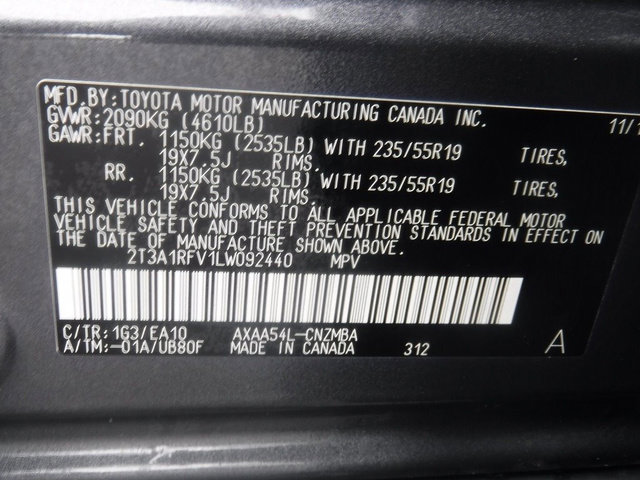 MFD.BY:TOYOTA MOTOR MANUFACTURING CANADA INC.
GVWR:2090KG (4610LB) 11/1
GAWR:FRT. 1150KG (2535LB) WITH 235/55R19 TIRES,
19X7.5J RIMS.
RR. 1150KG (2535LB) WITH 235/55R19 TIRES,
19X7.5J RIMS.
THIS VEHICLE CONFORMS TO ALL APPLICABLE FEDERAL MOTOR
VEHICLE SAFETY AND THEFT PREVENTION STANDARDS IN EFFECT ON
THE DATE OF MANUFACTURE SHOWN ABOVE.
2T3A1RFV1LW092440 MPV
C/TR:1G3/EA10 AXAA54L-CNZMBA
A/TM:-01A/UB80F MADE IN CANADA 312 A